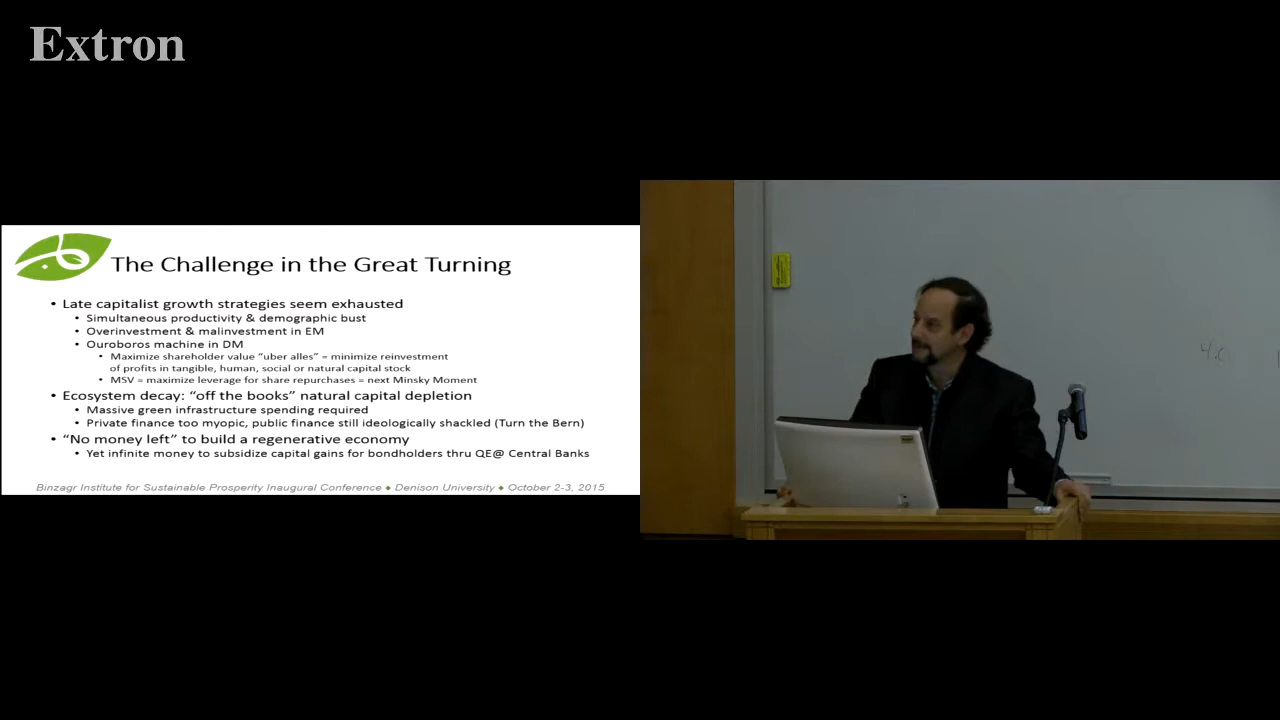 Extron
The Challenge in the Great Turning
• Late capitalist growth strategies seem exhausted
• Simultaneous productivity & demographic bust
• Overinvestment & malinvestment in EM
• Ouroboros machine in DM
• Maximize shareholder value “uber alles” = minimize reinvestment
of profits in tangible, human, social or natural capital stock
• MSV = maximize leverage for share repurchases = next Minsky Moment
• Ecosystem decay: “off the books” natural capital depletion
• Massive green infrastructure spending required
• Private finance too myopic, public finance still ideologically shackled (Turn the Bern)
• “No money left” to build a regenerative economy
• Yet infinite money to subsidize capital gains for bondholders thru QE@ Central Banks
Binzagr Institute for Sustainable Prosperity Inaugural Conference ♦ Denison University ♦ October 2-3, 2015